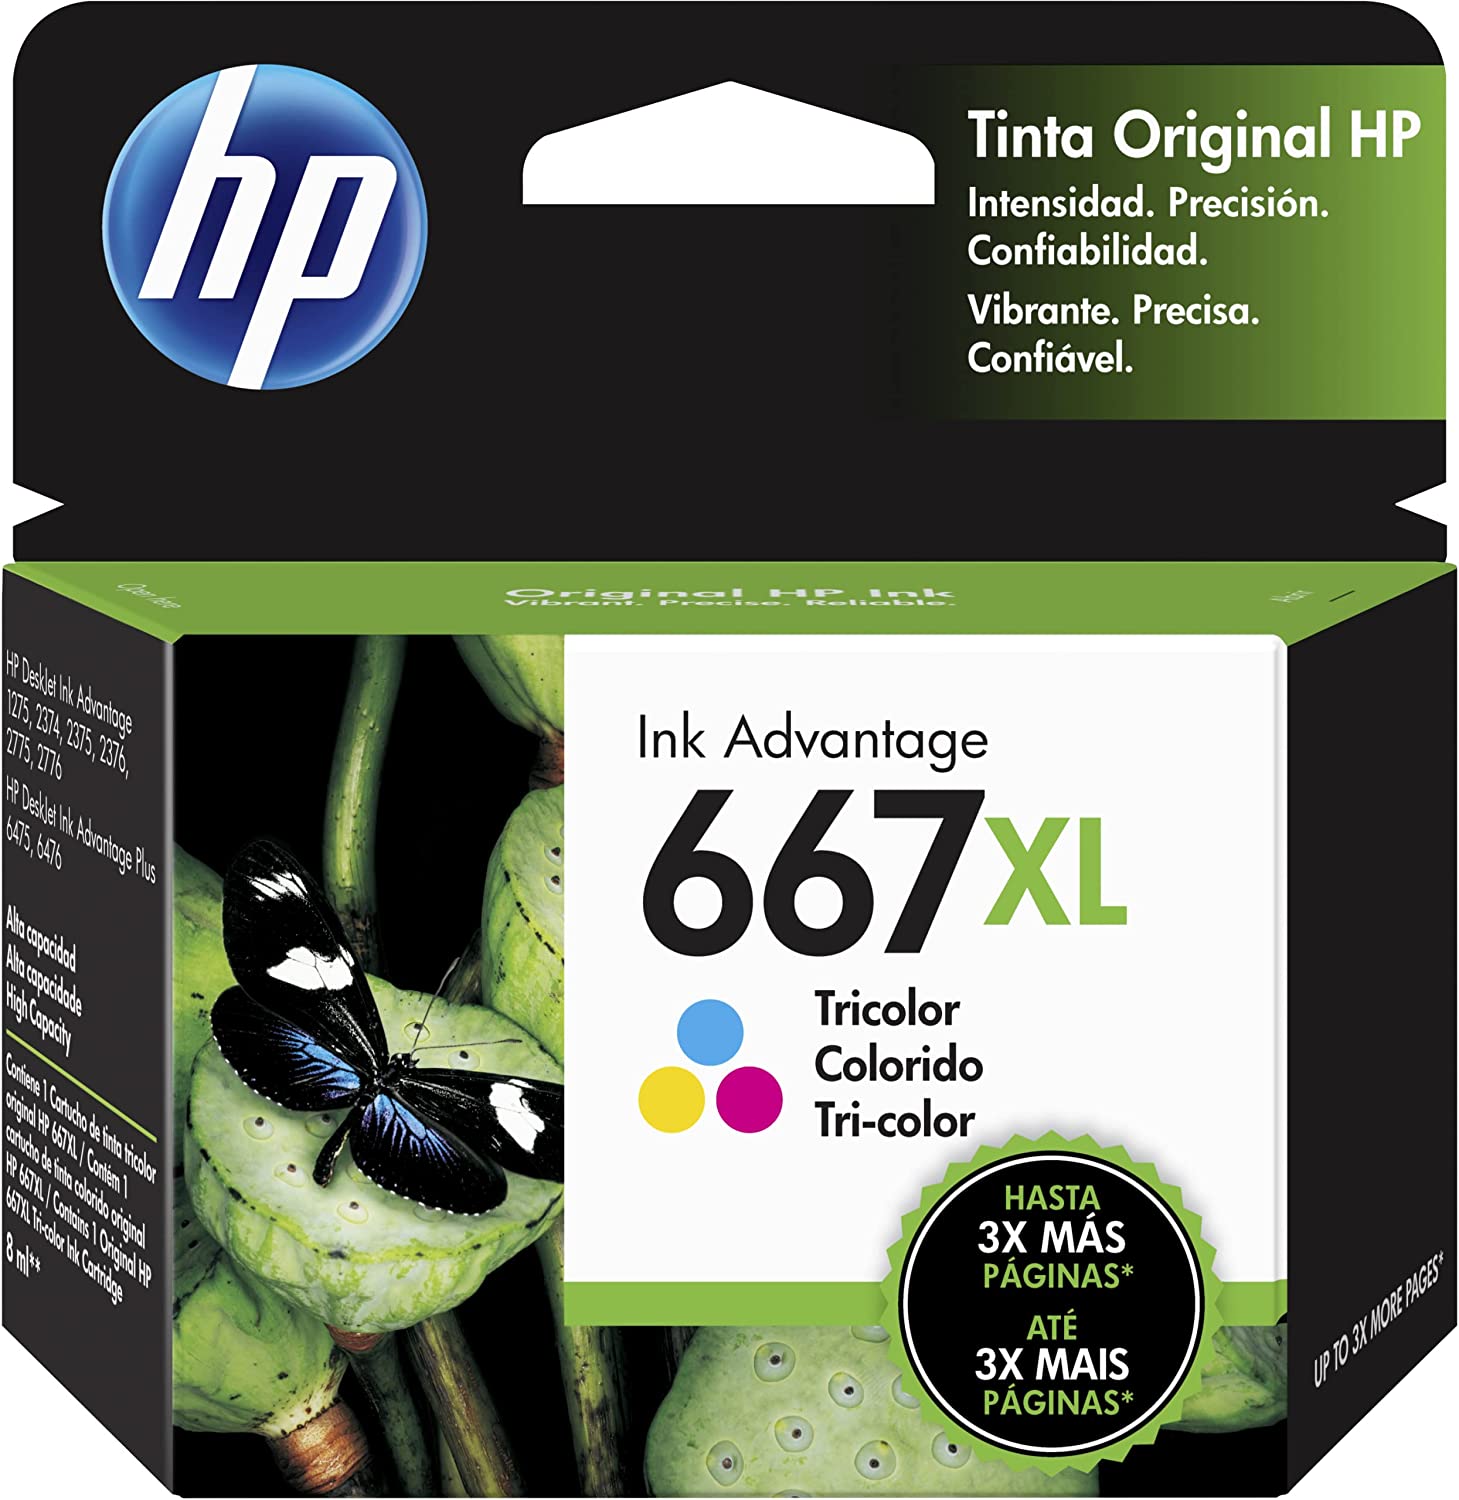 hp
Tinta Original HP
Intensidad. Precisión.
Confiabilidad.
Vibrante. Precisa.
Confiável.
Open here
Original HP Ink
Vibrant. Precise. Reliable.
HP DeskJet Ink Advantage
1275, 2374, 2375, 2376,
2775, 2776
HP DeskJet Ink Advantage Plus
6475, 6476
Alta capacidad
Alta capacidade
High Capacity
Contiene 1 Cartucho de tinta tricolor
original HP 667XL / Contém 1
cartucho de tinta colorido original
HP 667XL / Contains 1 Original HP
667XL Tri-color Ink Cartridge
8 ml**
Ink Advantage
667XL
Tricolor
Colorido
Tri-color
HASTA
3X MÁS
PÁGINAS*
ATÉ
3X MAIS
PÁGINAS*
UP TO 3X MORE PAGES*